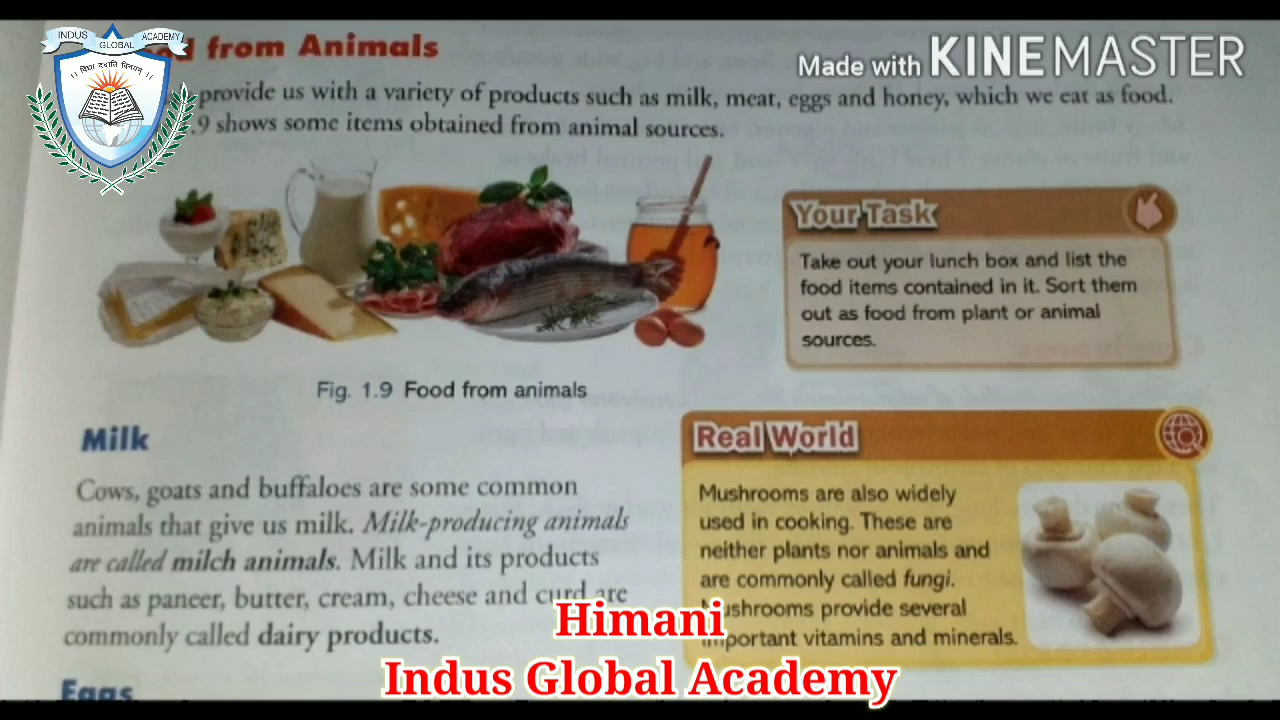 INDUS GLOBAL ACADEMY
।। विद्या ददाति विनयम् ।।
from Animals
Made with KINEMASTER
provide us with a variety of products such as milk, meat, eggs and honey, which we eat as food.
.9 shows some items obtained from animal sources.
Your Task
Take out your lunch box and list the
food items contained in it. Sort them
out as food from plant or animal
sources.
Fig. 1.9 Food from animals
Milk
Cows, goats and buffaloes are some common
animals that give us milk. Milk-producing animals
are called milch animals. Milk and its products
such as paneer, butter, cream, cheese and curd are
commonly called dairy products.
Real World
Mushrooms are also widely
used in cooking. These are
neither plants nor animals and
are commonly called fungi.
Mushrooms provide several
important vitamins and minerals.
Himani
Indus Global Academy
Eggs